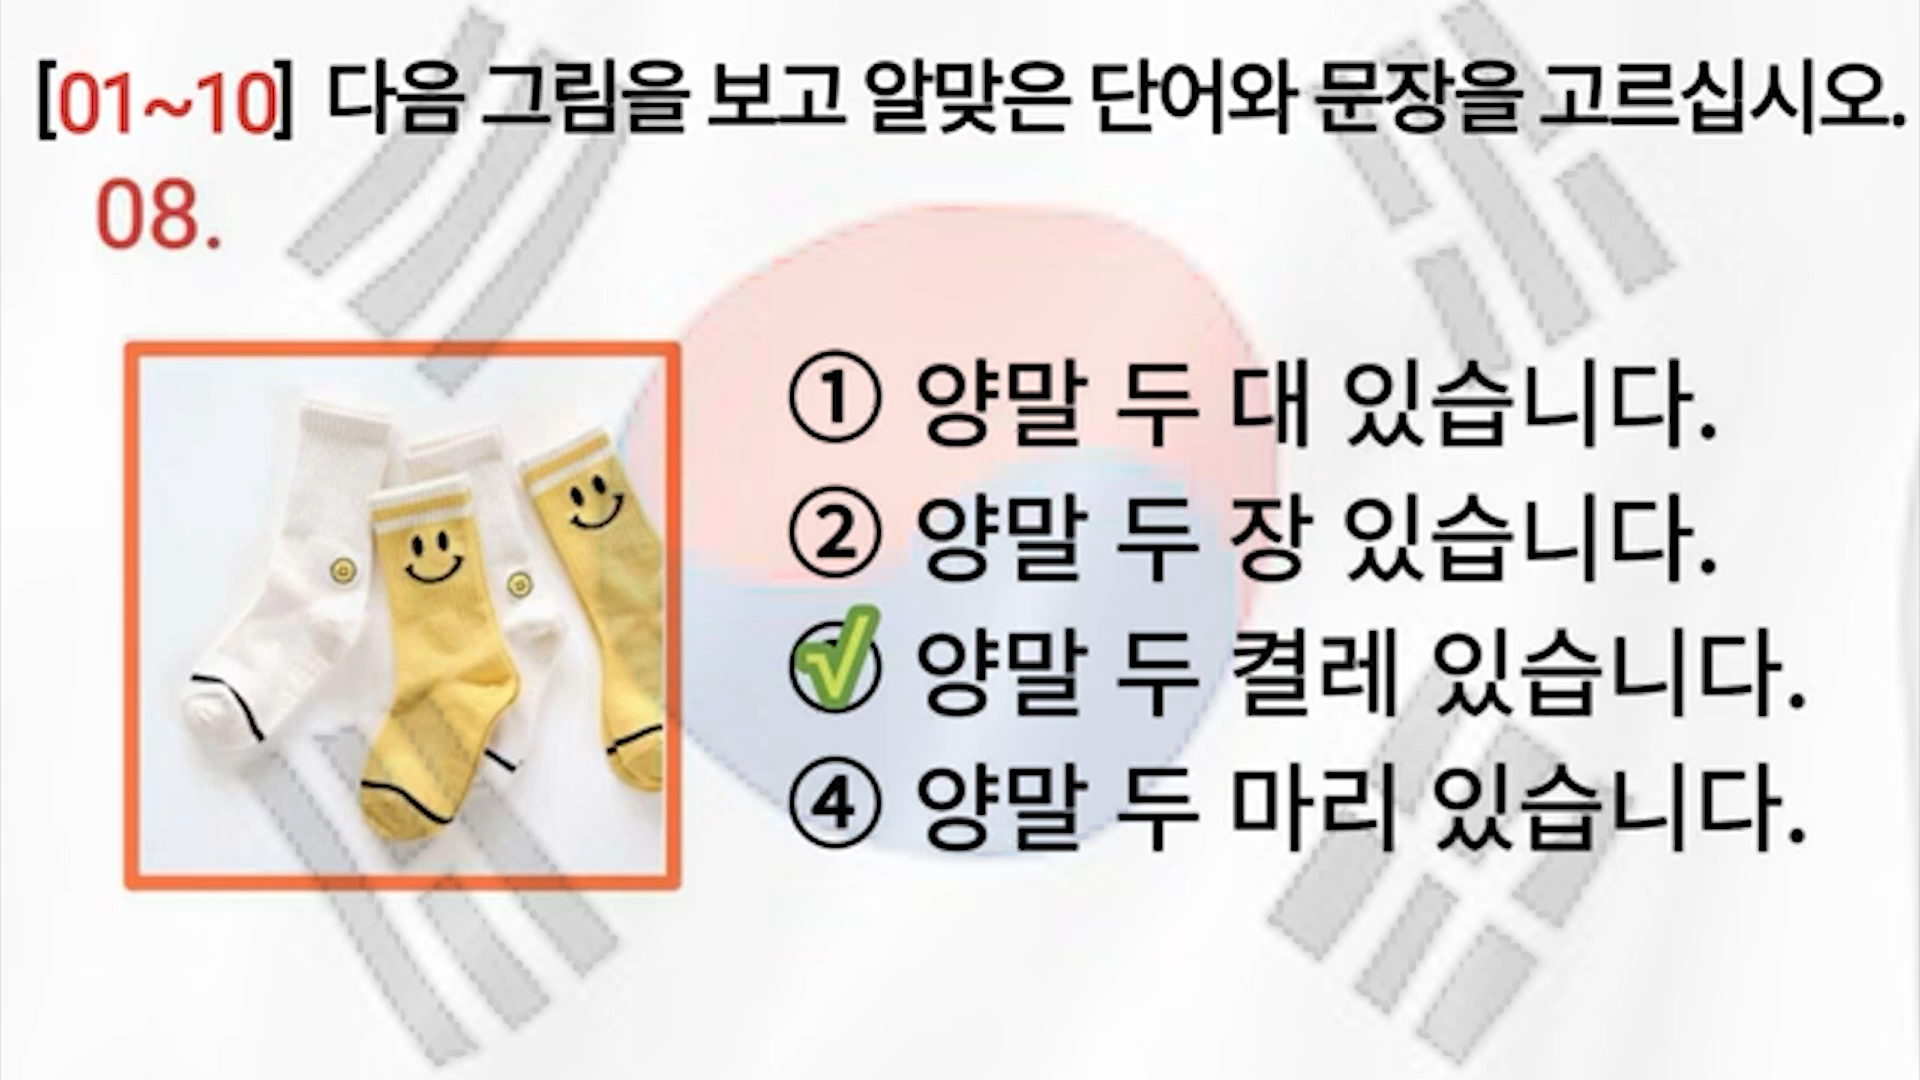 [01~10] 다음 그림을 보고 알맞은 단어와 문장을 고르십시오.
08.
① 양말 두 대 있습니다.
② 양말 두 장 있습니다.
양말 두 켤레 있습니다.
④ 양말 두 마리 있습니다.